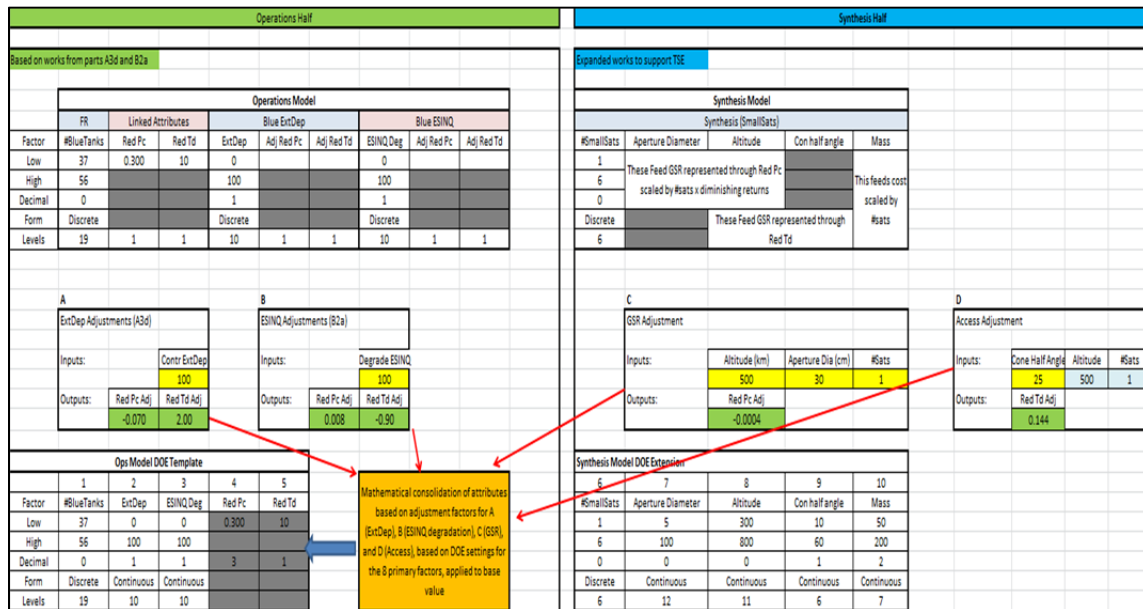 Operations Half
Synthesis Half
Based on works from parts A3d and B2a
Expanded works to support TSE
Operations Model
FR Linked Attributes Blue ExtDep Blue ESINQ
Factor #BlueTanks Red Pc Red Td ExtDep Adj Red Pc Adj Red Td ESINQ Deg Adj Red Pc Adj Red Td
Low 37 0.300 10 0 0
High 56 100 100
Decimal 0 1 1
Form Discrete Discrete Discrete
Levels 19 1 1 10 1 1 10 1 1
Synthesis Model
Synthesis (SmallSats)
#SmallSats Aperture Diameter Altitude Con half angle Mass
1
6
0
Discrete
6
These Feed GSR represented through Red Pc
scaled by #sats x diminishing returns
These Feed GSR represented through
Red Td
This feeds cost
scaled by
#sats
A
ExtDep Adjustments (A3d)
Inputs: Contr ExtDep
100
Outputs: Red Pc Adj Red Td Adj
-0.070 2.00
B
ESINQ Adjustments (B2a)
Inputs: Degrade ESINQ
100
Outputs: Red Pc Adj Red Td Adj
0.008 -0.90
C
GSR Adjustment
Inputs: Altitude (km) Aperture Dia (cm) #Sats
500 30 1
Outputs: Red Pc Adj
-0.0004
D
Access Adjustment
Inputs: Cone Half Angle Altitude #Sats
25 500 1
Outputs: Red Td Adj
0.144
Ops Model DOE Template
1 2 3 4 5
Factor #BlueTanks ExtDep ESINQ Deg Red Pc Red Td
Low 37 0 0 0.300 10
High 56 100 100
Decimal 0 1 1 3 1
Form Discrete Continuous Continuous
Levels 19 10 10
Mathematical consolidation of attributes
based on adjustment factors for A
(ExtDep), B (ESINQ degradation), C (GSR),
and D (Access), based on DOE settings for
the 8 primary factors, applied to base
value
Synthesis Model DOE Extension
6 7 8 9 10
#SmallSats Aperture Diameter Altitude Con half angle Mass
1 5 300 10 50
6 100 800 60 200
0 0 0 1 2
Discrete Continuous Continuous Continuous Continuous
6 12 11 6 7